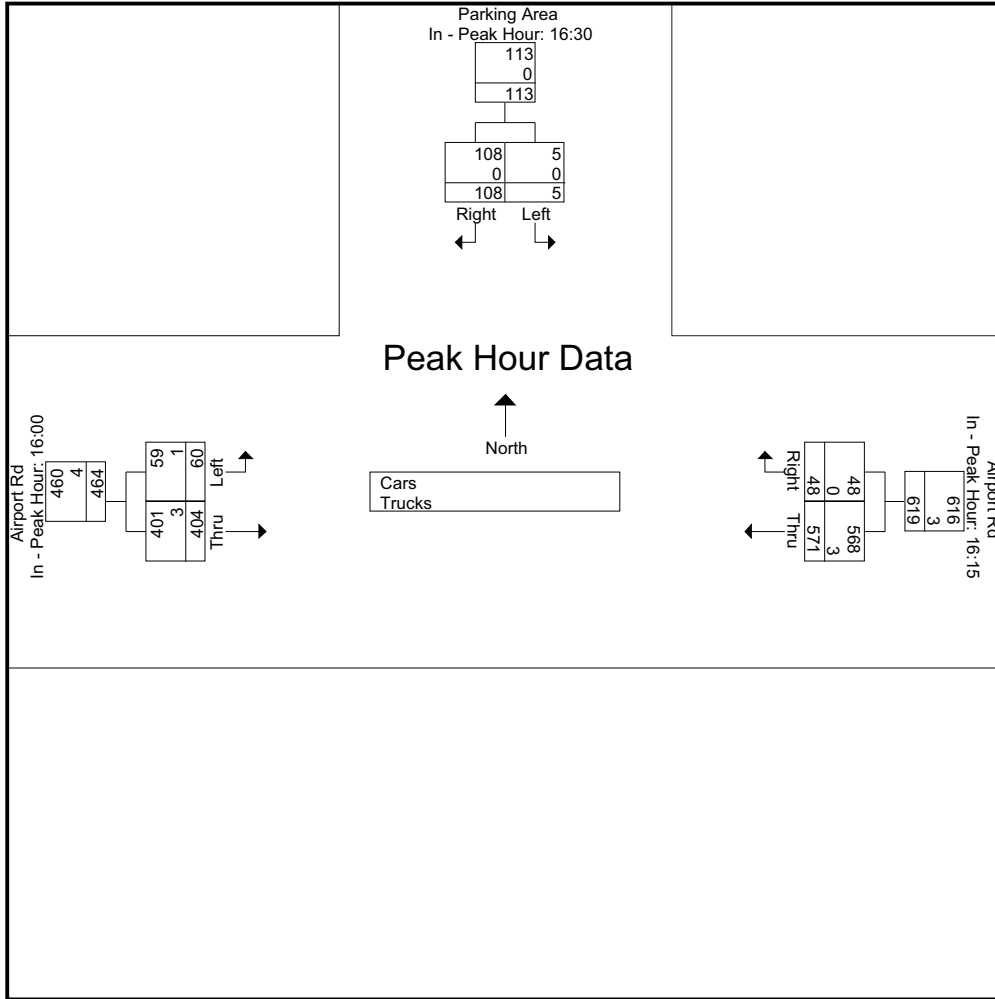 Parking Area
In - Peak Hour: 16:30
113
0
113
108 5
0 0
108 5
Right Left
Peak Hour Data
North
Cars
Trucks
Airport Rd
In - Peak Hour: 16:00
460
4
464
59 401
1 3
60 404
Left Thru
Airport Rd
In - Peak Hour: 16:15
616
3
619
568 48
3 0
571 48
Thru Right